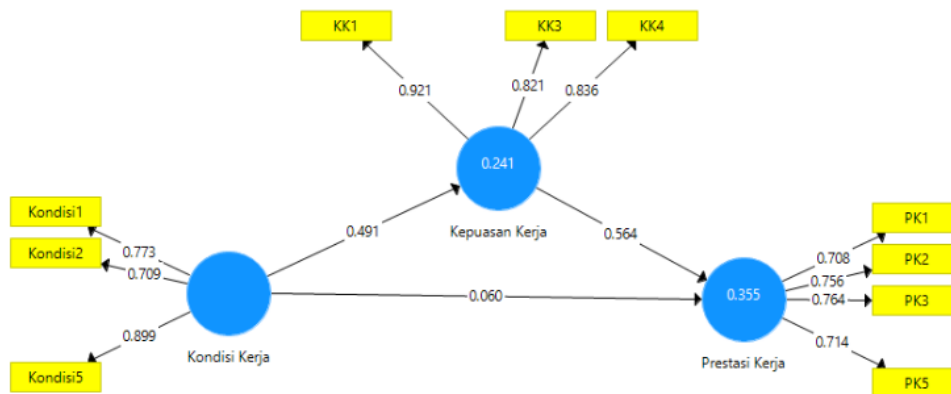 KK1
KK3
KK4
0.921
0.821
0.836
0.241
Kepuasan Kerja
Kondisi1
Kondisi2
Kondisi5
0.773
0.709
0.899
Kondisi Kerja
0.491
0.564
0.060
0.355
Prestasi Kerja
0.708
0.756
0.764
0.714
PK1
PK2
PK3
PK5